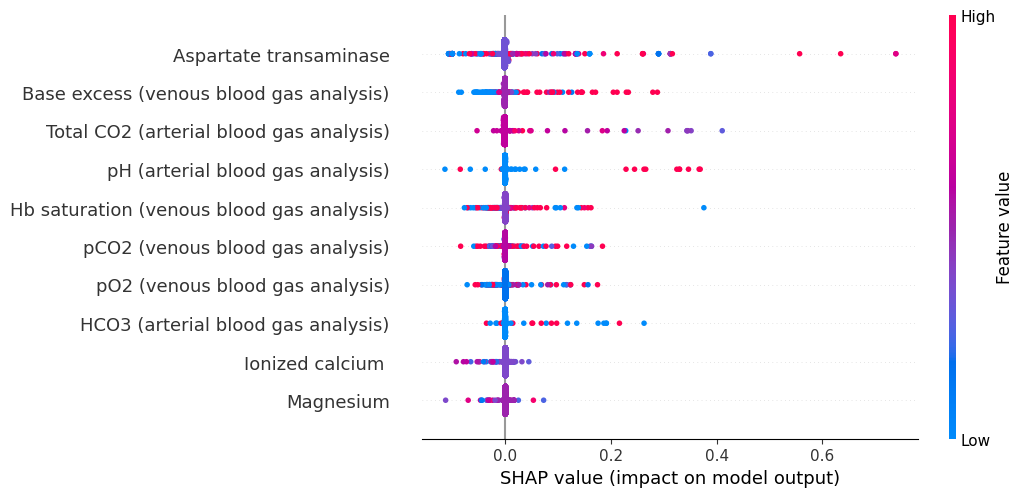 High
Aspartate transaminase
Base excess (venous blood gas analysis)
Total CO2 (arterial blood gas analysis)
pH (arterial blood gas analysis)
Hb saturation (venous blood gas analysis)
pCO2 (venous blood gas analysis)
pO2 (venous blood gas analysis)
HCO3 (arterial blood gas analysis)
Ionized calcium
Magnesium
Feature value
Low
0.0 0.2 0.4 0.6
SHAP value (impact on model output)